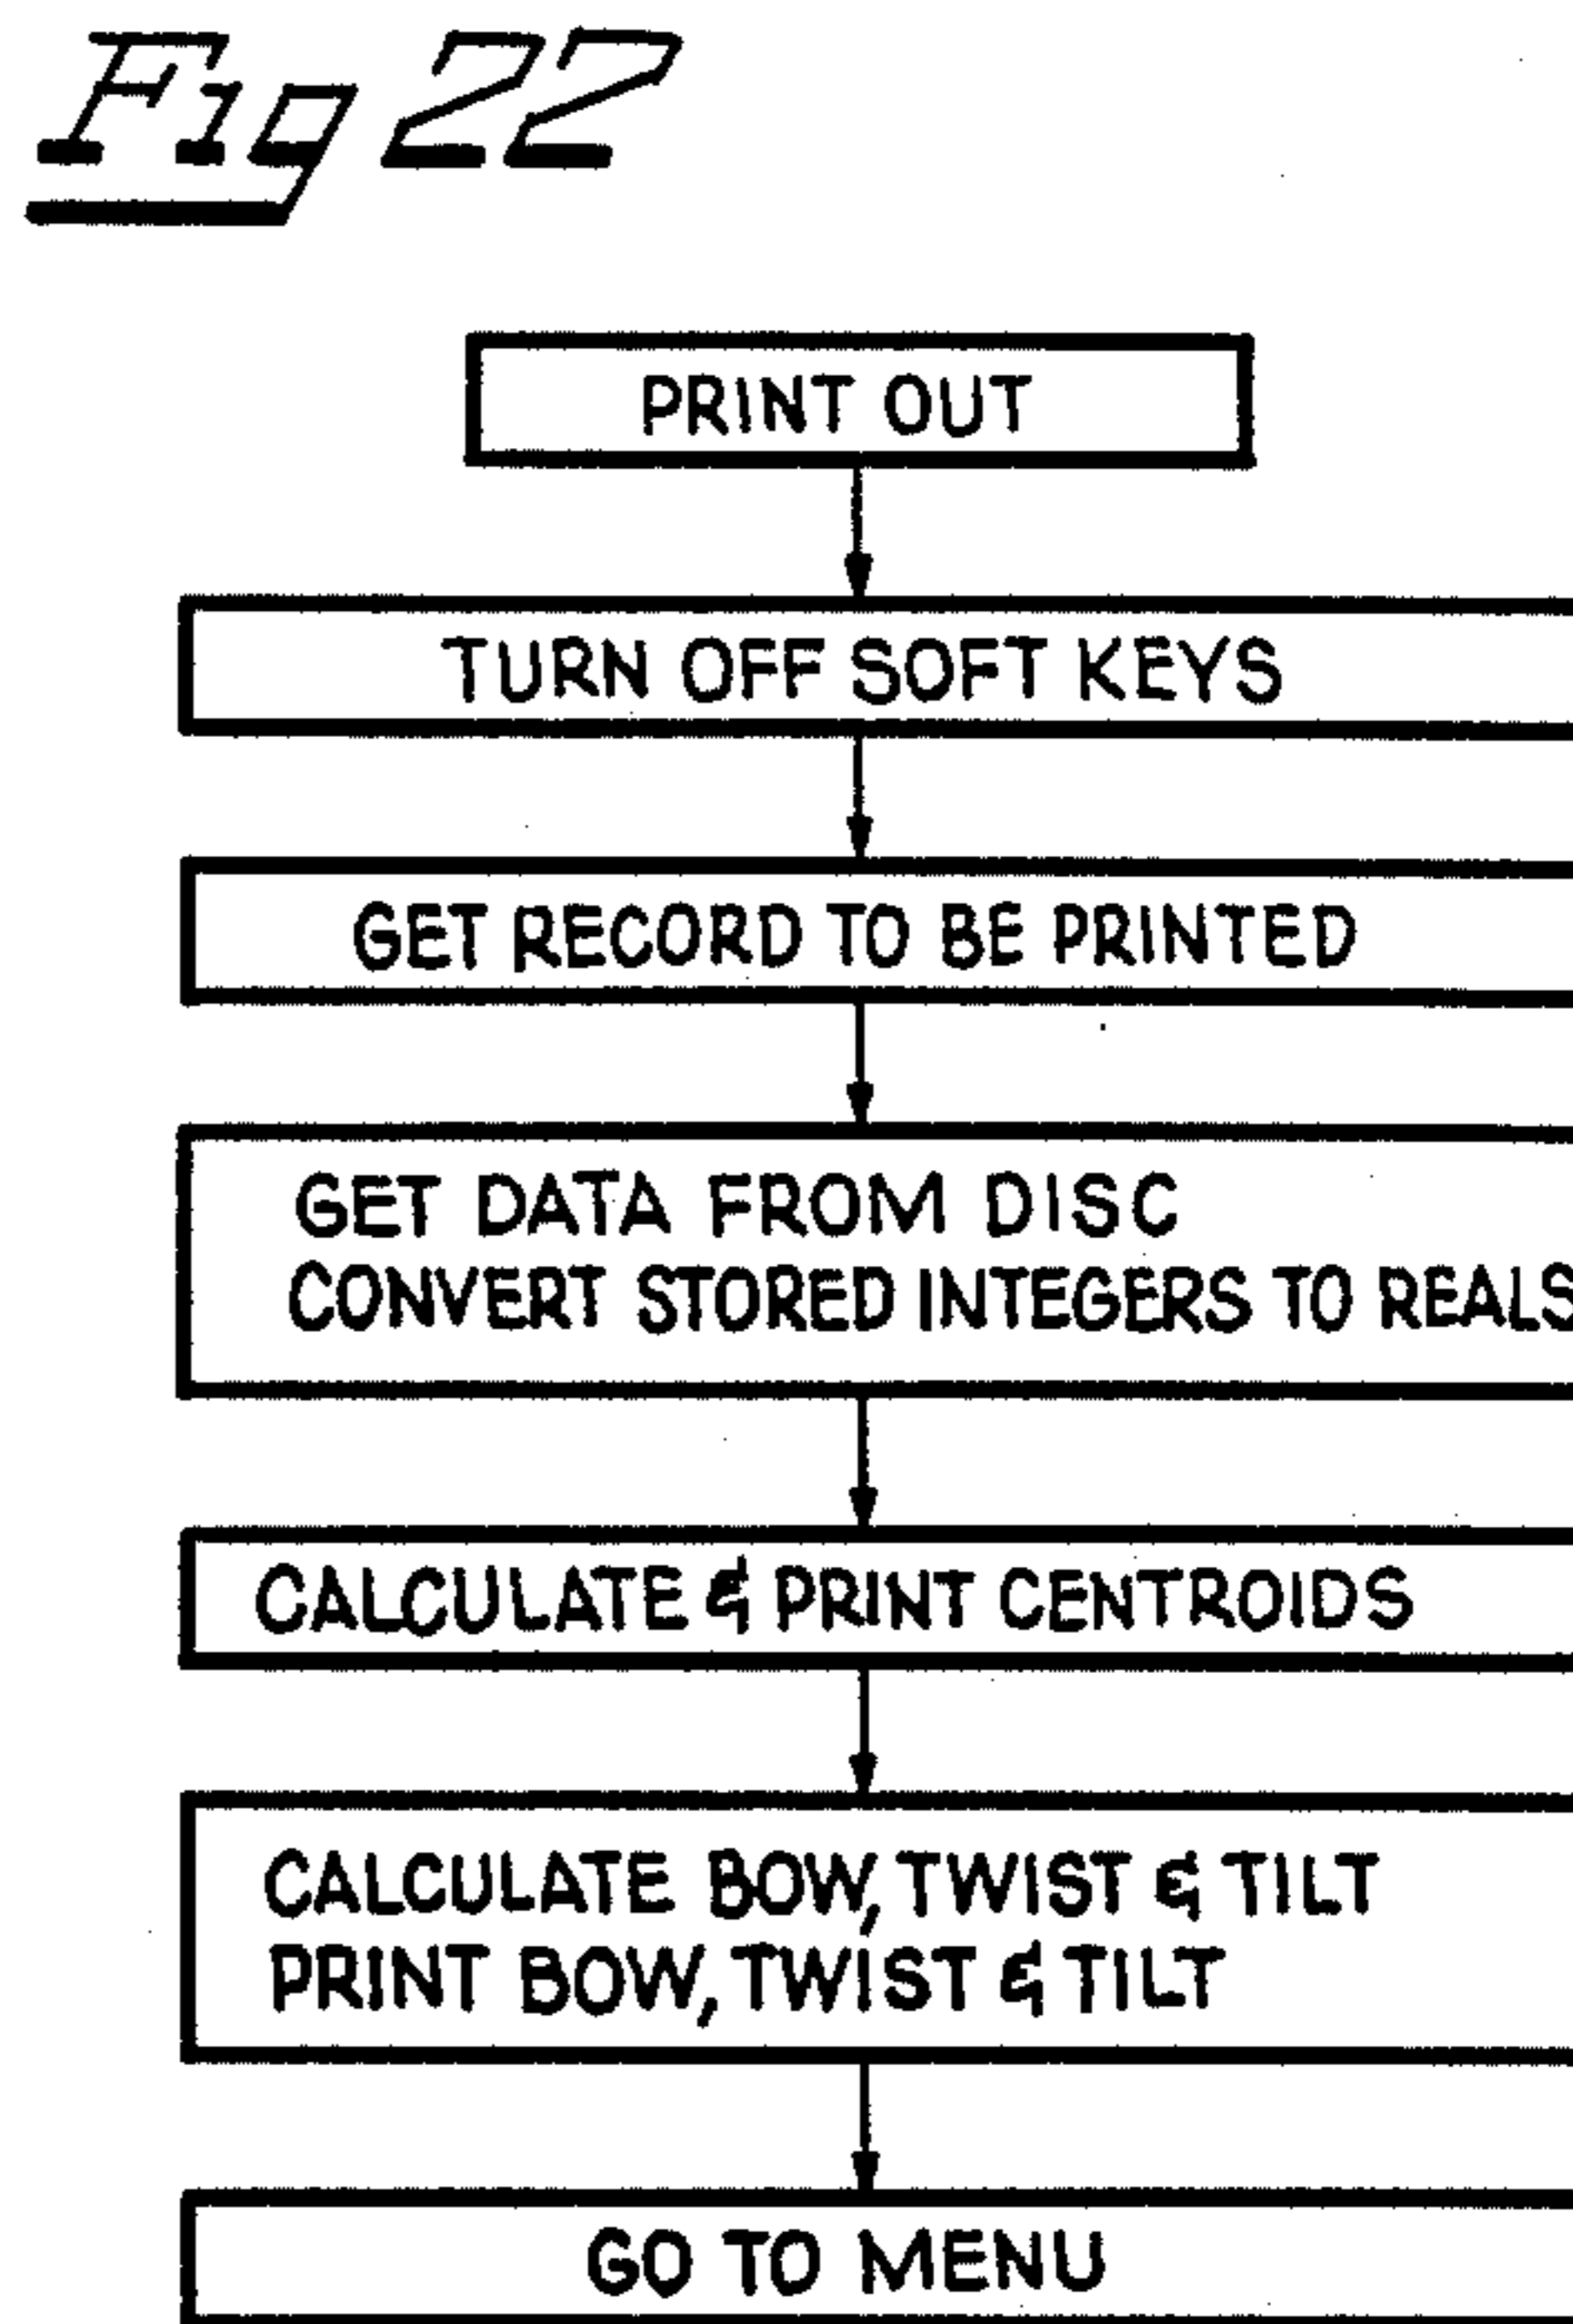 Fig 22
PRINT OUT
TURN OFF SOFT KEYS
GET RECORD TO BE PRINTED
GET DATA FROM DISC
CONVERT STORED INTEGERS TO REALS
CALCULATE & PRINT CENTROIDS
CALCULATE BOW, TWIST & TILT
PRINT BOW, TWIST & TILT
GO TO MENU